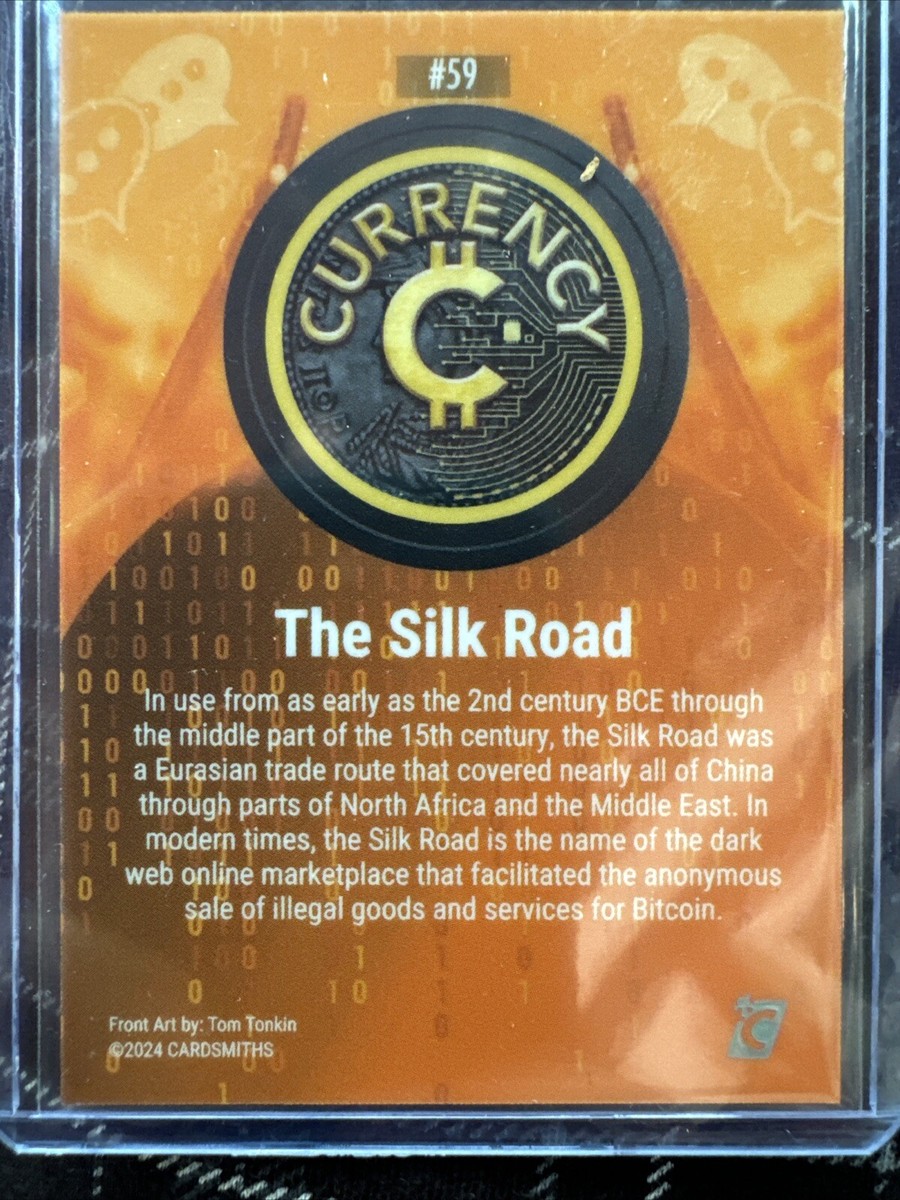 #59
CURRENCY
The Silk Road
In use from as early as the 2nd century BCE through
the middle part of the 15th century, the Silk Road was
a Eurasian trade route that covered nearly all of China
through parts of North Africa and the Middle East. In
modern times, the Silk Road is the name of the dark
web online marketplace that facilitated the anonymous
sale of illegal goods and services for Bitcoin.
Front Art by: Tom Tonkin
©2024 CARDSMITHS